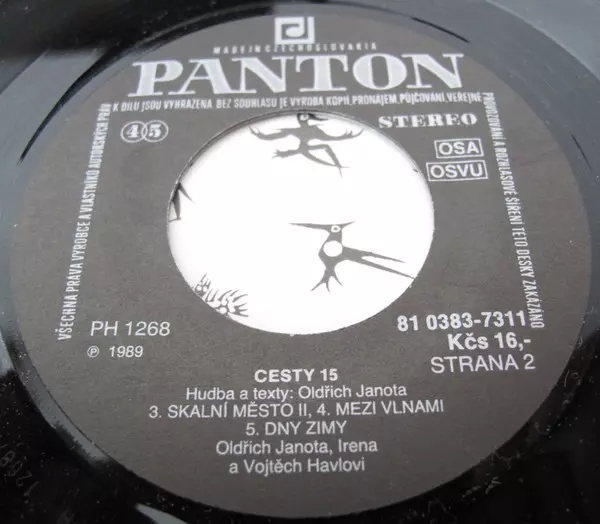 MADE IN CZECHOSLOVAKIA
PANTON
VŠECHNA PRÁVA VÝROBCE A VLASTNÍKŮ AUTORSKÝCH PRÁV
K DÍLU JSOU VYHRAZENA. BEZ SOUHLASU JE VÝROBA KOPIÍ, PRONÁJEM, PŮJČOVÁNÍ, VEŘEJNÉ
PROVOZOVÁNÍ A ROZHLASOVÉ ŠÍŘENÍ TÉTO DESKY ZAKÁZÁNO
45
STEREO
OSA
OSVU
PH 1268
℗ 1989
81 0383-7311
Kčs 16,-
STRANA 2
CESTY 15
Hudba a texty: Oldřich Janota
3. SKALNÍ MĚSTO II, 4. MEZI VLNAMI
5. DNY ZIMY
Oldřich Janota, Irena
a Vojtěch Havlovi